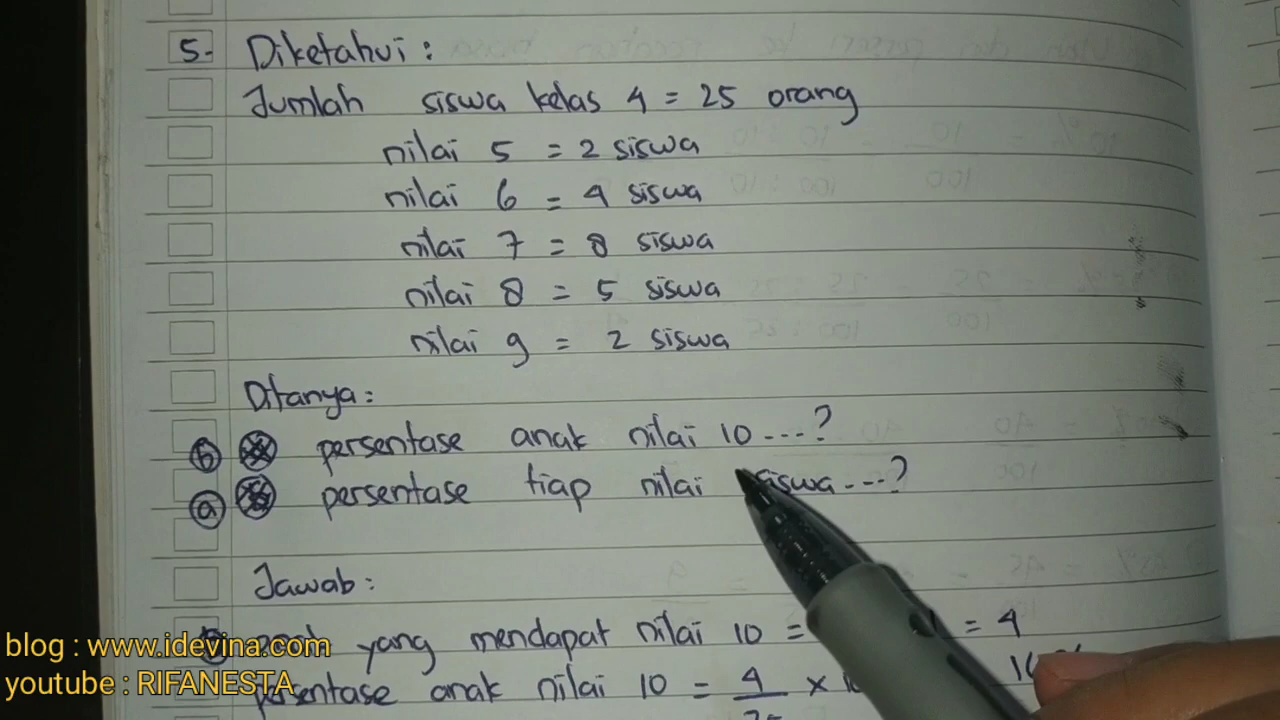 5. Diketahui :
Jumlah siswa kelas 4 = 25 orang
nilai 5 = 2 siswa
nilai 6 = 4 siswa
nilai 7 = 8 siswa
nilai 8 = 5 siswa
nilai 9 = 2 siswa
Ditanya :
b persentase anak nilai 10 ...?
a persentase tiap nilai siswa ...?
Jawab :
yang mendapat nilai 10 = = 4
persentase anak nilai 10 = 4 ×
blog : www.idevina.com
youtube : RIFANESTA